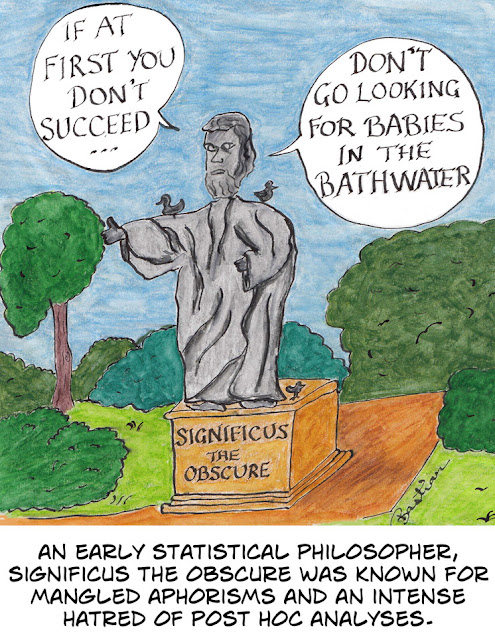 IF AT
FIRST YOU
DON'T
SUCCEED
...
DON'T
GO LOOKING
FOR BABIES
IN THE
BATHWATER
SIGNIFICUS
THE
OBSCURE
Bastian
AN EARLY STATISTICAL PHILOSOPHER,
SIGNIFICUS THE OBSCURE WAS KNOWN FOR
MANGLED APHORISMS AND AN INTENSE
HATRED OF POST HOC ANALYSES.